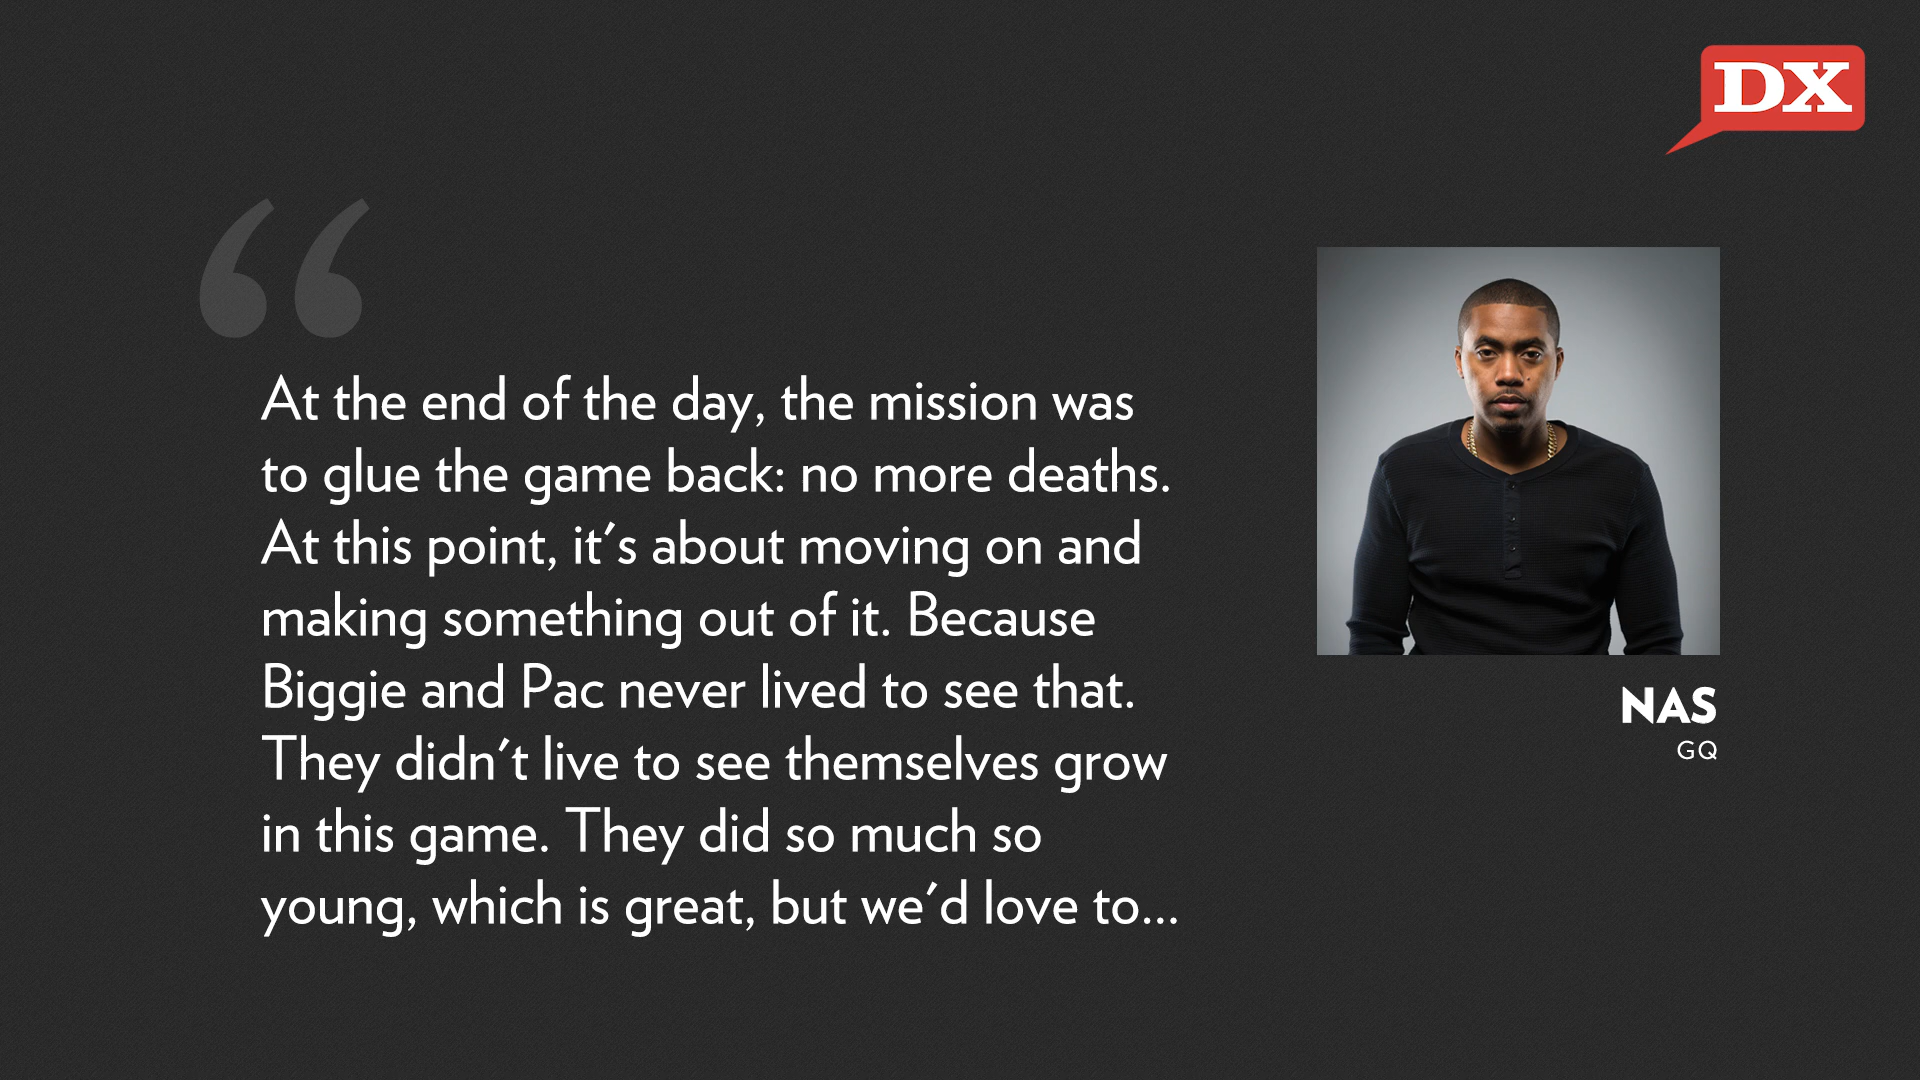 DX
“
At the end of the day, the mission was
to glue the game back: no more deaths.
At this point, it's about moving on and
making something out of it. Because
Biggie and Pac never lived to see that.
They didn't live to see themselves grow
in this game. They did so much so
young, which is great, but we'd love to...
NAS
GQ